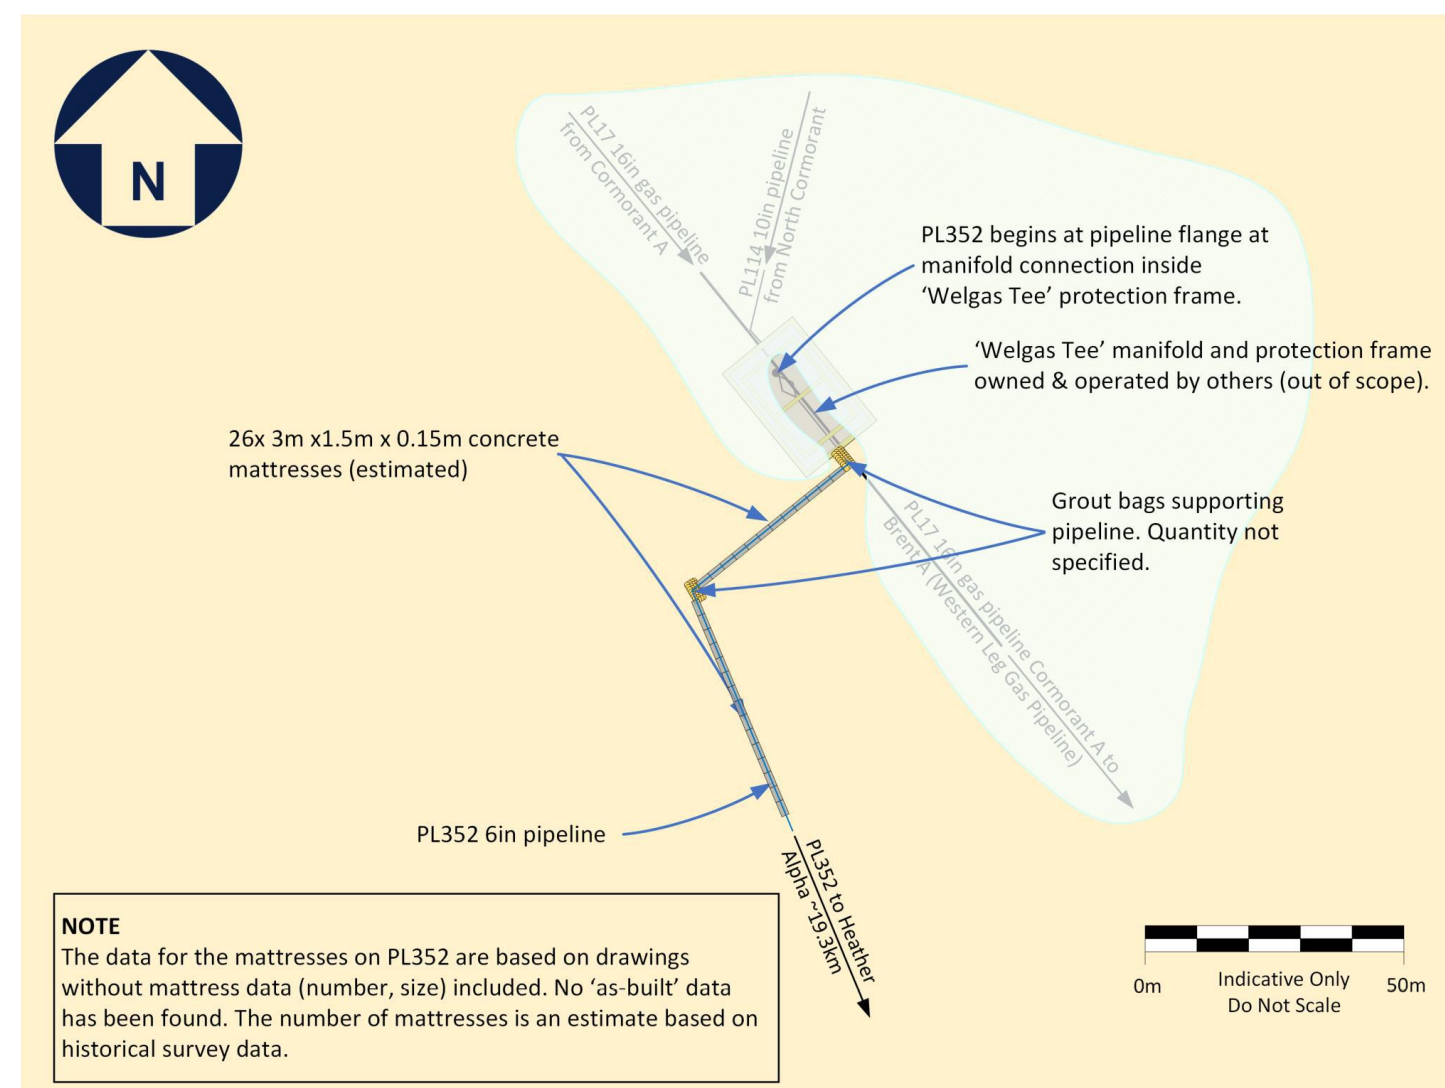 N
PL17 16in gas pipeline
from Cormorant A
PL114 10in pipeline
from North Cormorant
PL352 begins at pipeline flange at
manifold connection inside
‘Welgas Tee’ protection frame.
‘Welgas Tee’ manifold and protection frame
owned & operated by others (out of scope).
26x 3m x1.5m x 0.15m concrete
mattresses (estimated)
Grout bags supporting
pipeline. Quantity not
specified.
PL17 16in gas pipeline Cormorant A to
Brent A (Western Leg Gas Pipeline)
PL352 6in pipeline
PL352 to Heather
Alpha ~19.3km
NOTE
The data for the mattresses on PL352 are based on drawings
without mattress data (number, size) included. No ‘as-built’ data
has been found. The number of mattresses is an estimate based on
historical survey data.
0m
Indicative Only
Do Not Scale
50m